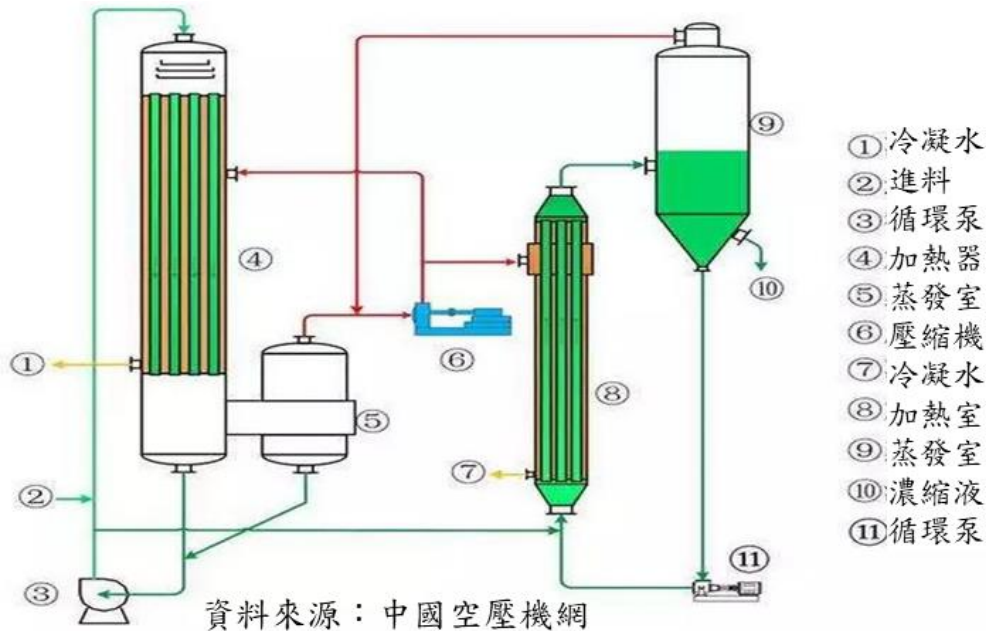 ④
⑨
①
⑥
⑤
⑧
⑦
②
③
⑩
⑪
①冷凝水
②進料
③循環泵
④加熱器
⑤蒸發室
⑥壓縮機
⑦冷凝水
⑧加熱室
⑨蒸發室
⑩濃縮液
⑪循環泵
資料來源：中國空壓機網